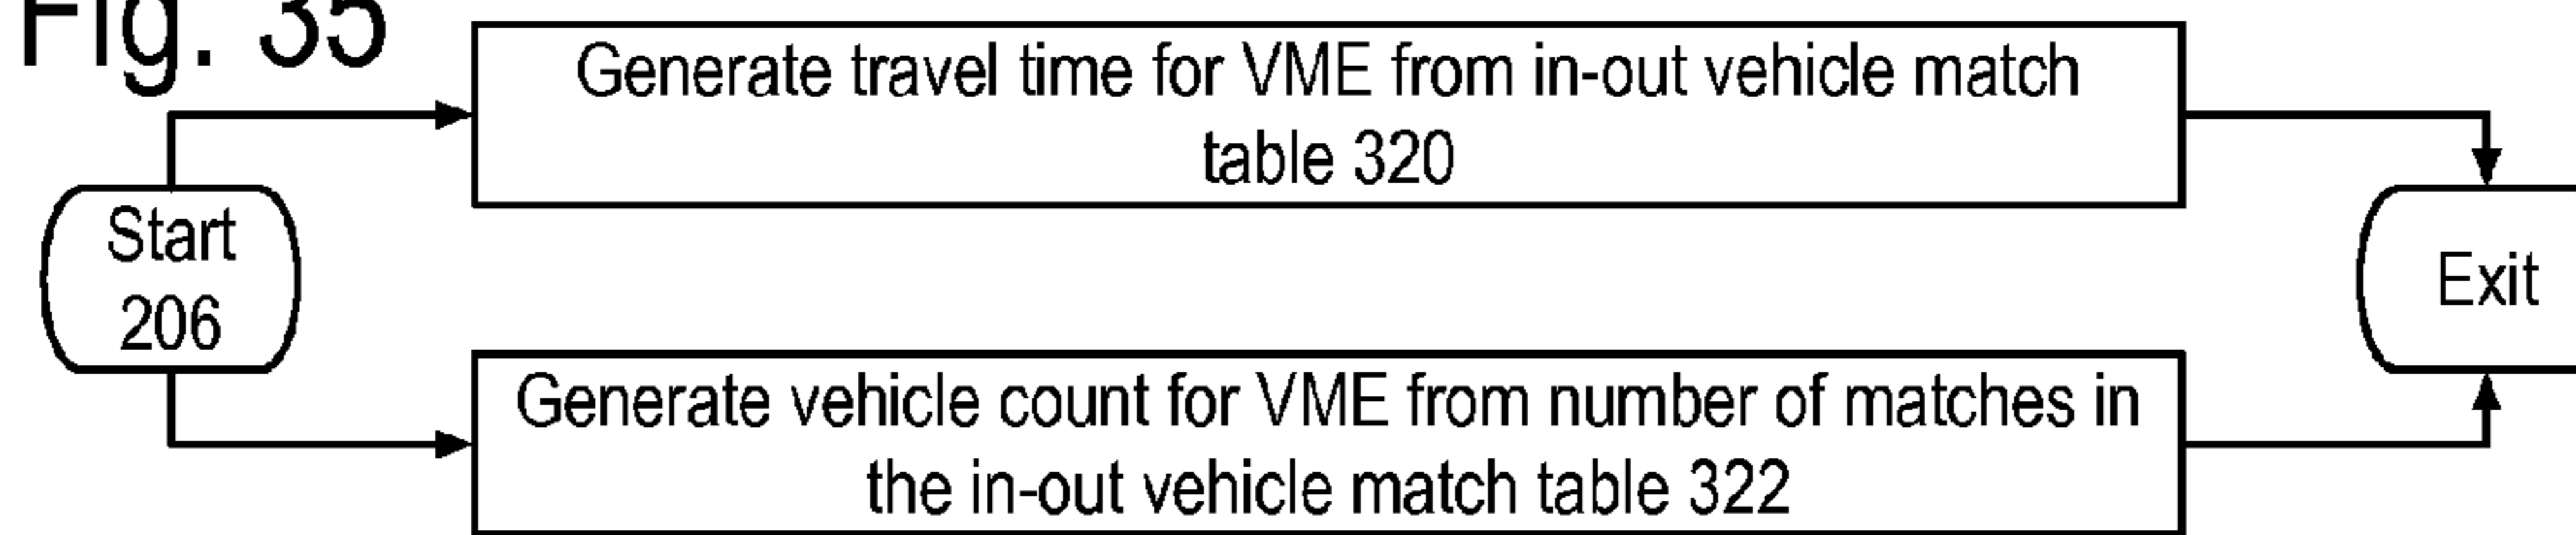 Fig. 35
Generate travel time for VME from in-out vehicle match
table 320
Start
206
Exit
Generate vehicle count for VME from number of matches in
the in-out vehicle match table 322